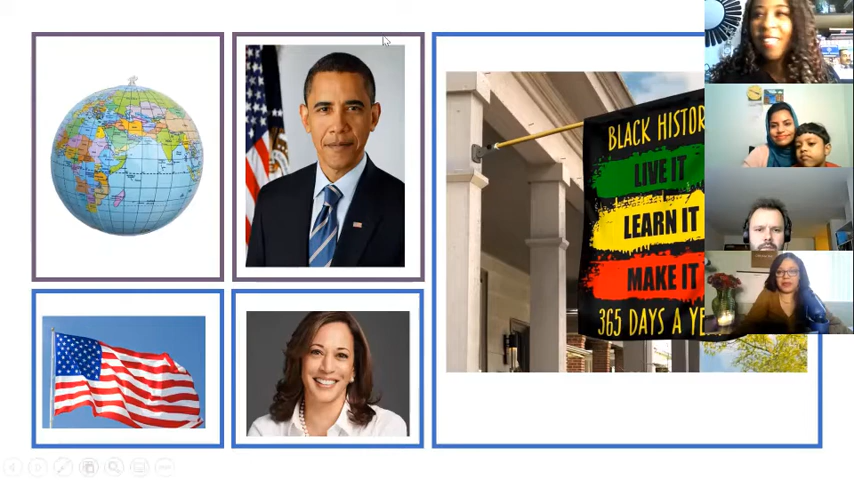 BLACK HISTOR
LIVE IT
LEARN IT
MAKE IT
365 DAYS A YE